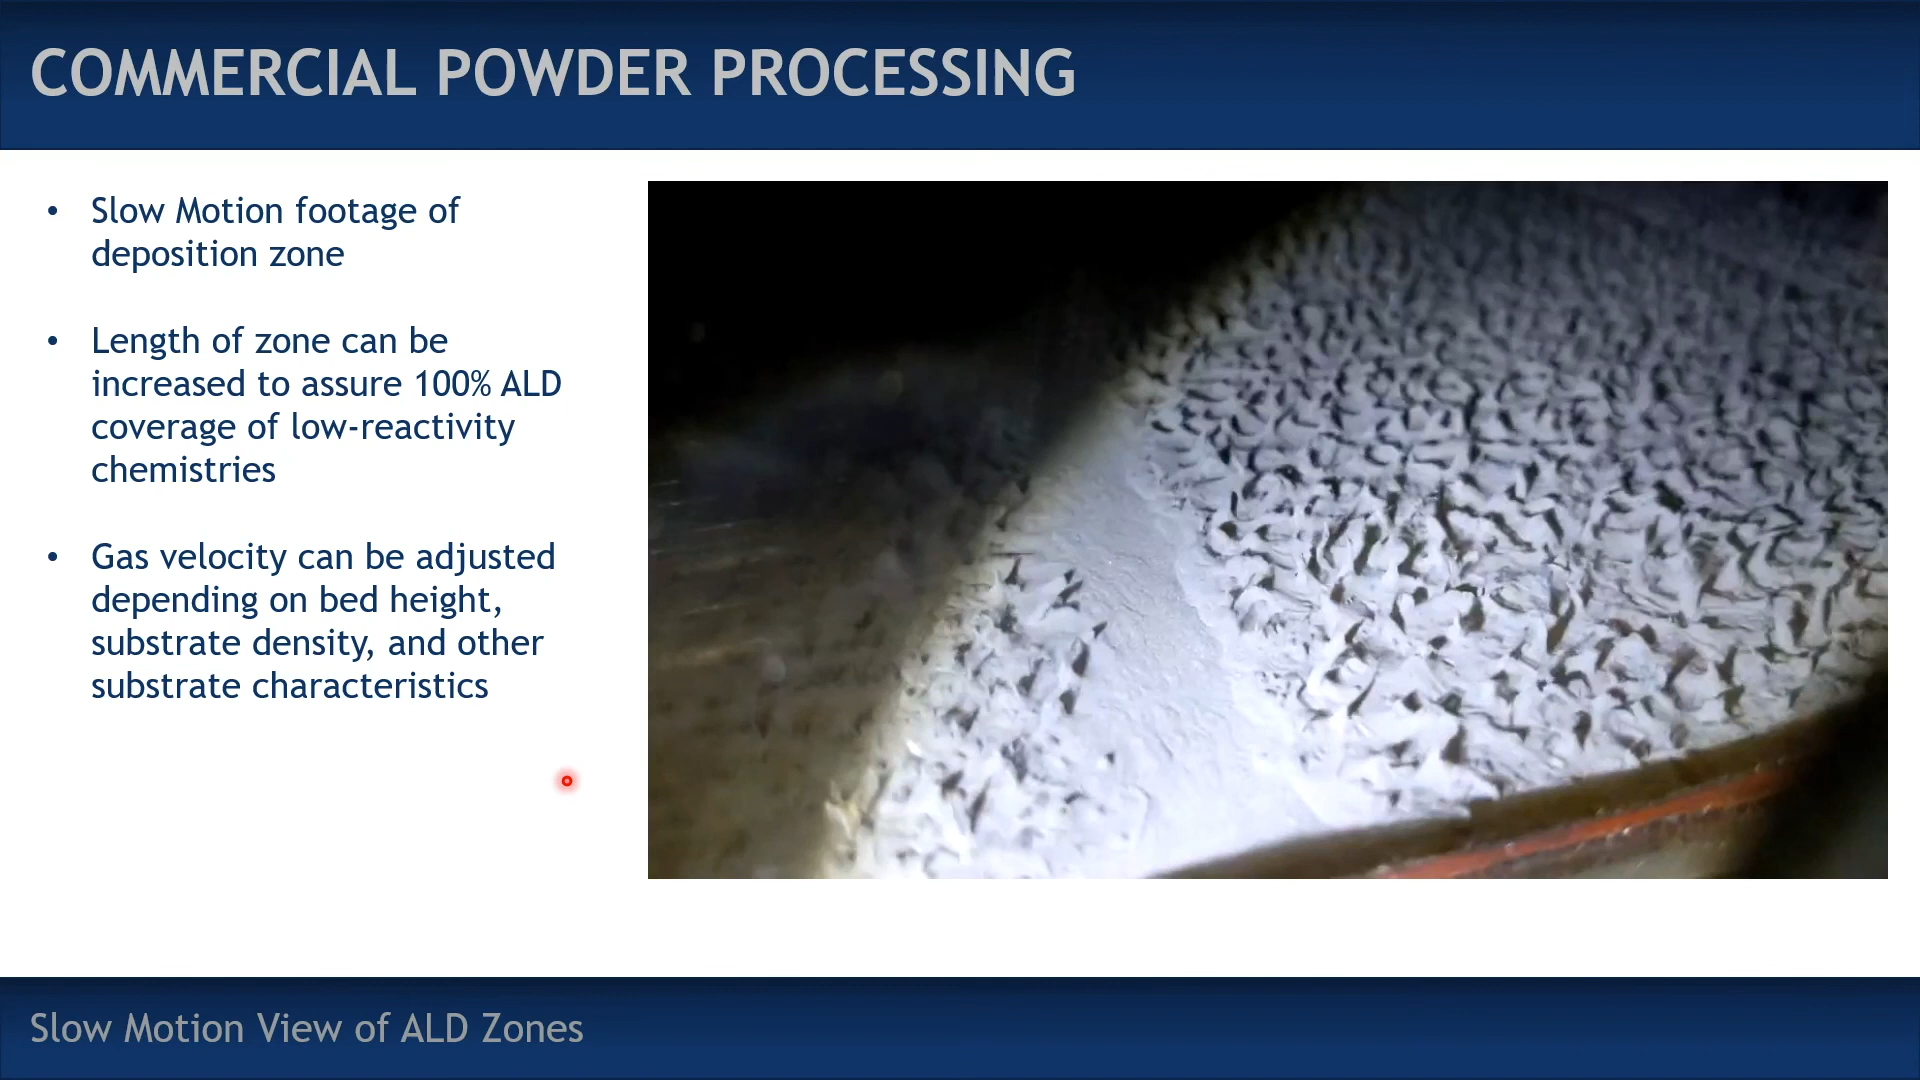 COMMERCIAL POWDER PROCESSING
• Slow Motion footage of
deposition zone
• Length of zone can be
increased to assure 100% ALD
coverage of low-reactivity
chemistries
• Gas velocity can be adjusted
depending on bed height,
substrate density, and other
substrate characteristics
Slow Motion View of ALD Zones